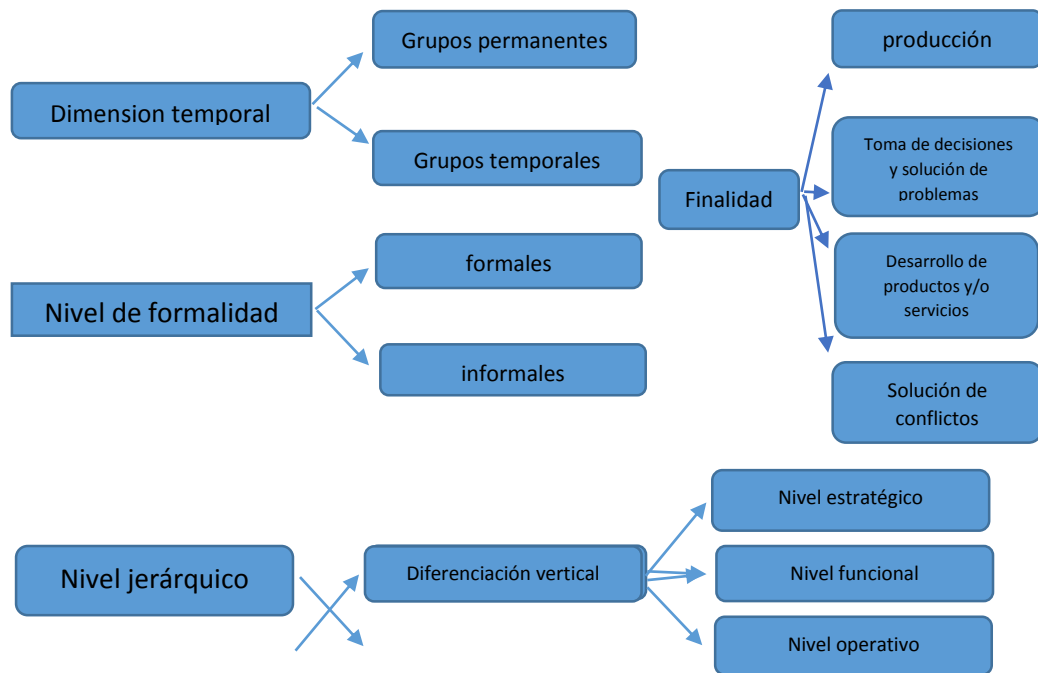 Dimension temporal
Grupos permanentes
Grupos temporales
Nivel de formalidad
formales
informales
Finalidad
producción
Toma de decisiones
y solución de
problemas
Desarrollo de
productos y/o
servicios
Solución de
conflictos
Nivel jerárquico
Diferenciación vertical
Nivel estratégico
Nivel funcional
Nivel operativo